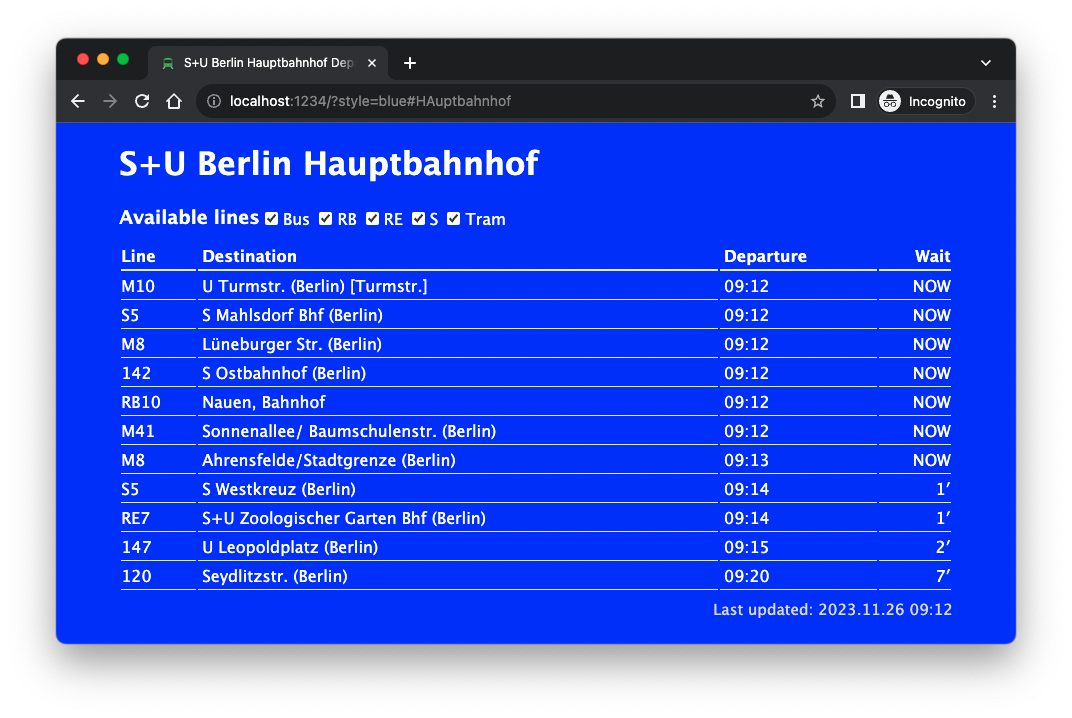 S+U Berlin Hauptbahnhof Dep
localhost:1234/?style=blue#HAuptbahnhof
Incognito
S+U Berlin Hauptbahnhof
Available lines Bus RB RE S Tram
Line Destination Departure Wait
M10 U Turmstr. (Berlin) [Turmstr.] 09:12 NOW
S5 S Mahlsdorf Bhf (Berlin) 09:12 NOW
M8 Lüneburger Str. (Berlin) 09:12 NOW
142 S Ostbahnhof (Berlin) 09:12 NOW
RB10 Nauen, Bahnhof 09:12 NOW
M41 Sonnenallee/ Baumschulenstr. (Berlin) 09:12 NOW
M8 Ahrensfelde/Stadtgrenze (Berlin) 09:13 NOW
S5 S Westkreuz (Berlin) 09:14 1′
RE7 S+U Zoologischer Garten Bhf (Berlin) 09:14 1′
147 U Leopoldplatz (Berlin) 09:15 2′
120 Seydlitzstr. (Berlin) 09:20 7′
Last updated: 2023.11.26 09:12